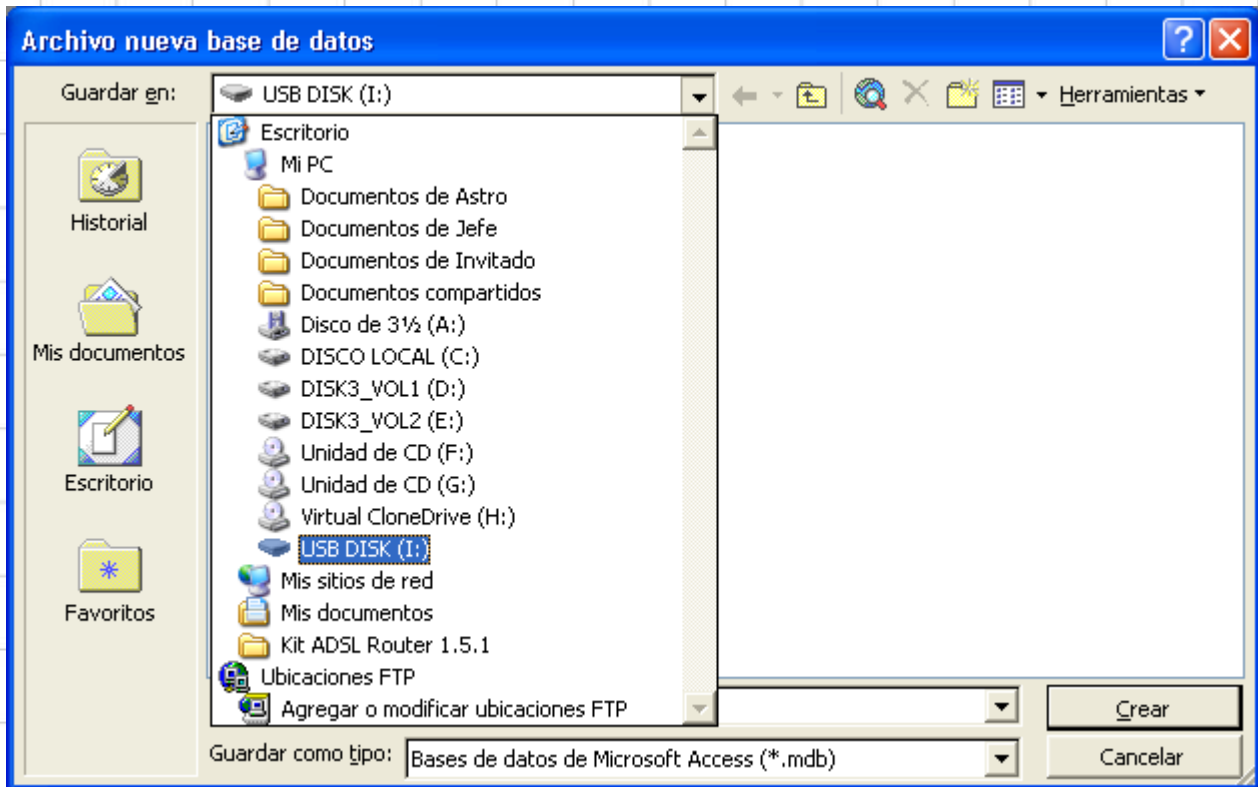 Archivo nueva base de datos
Guardar en:
USB DISK (I:)
Herramientas
Historial
Mis documentos
Escritorio
Favoritos
Escritorio
Mi PC
Documentos de Astro
Documentos de Jefe
Documentos de Invitado
Documentos compartidos
Disco de 3½ (A:)
DISCO LOCAL (C:)
DISK3_VOL1 (D:)
DISK3_VOL2 (E:)
Unidad de CD (F:)
Unidad de CD (G:)
Virtual CloneDrive (H:)
USB DISK (I:)
Mis sitios de red
Mis documentos
Kit ADSL Router 1.5.1
Ubicaciones FTP
Agregar o modificar ubicaciones FTP
Crear
Guardar como tipo:
Bases de datos de Microsoft Access (*.mdb)
Cancelar